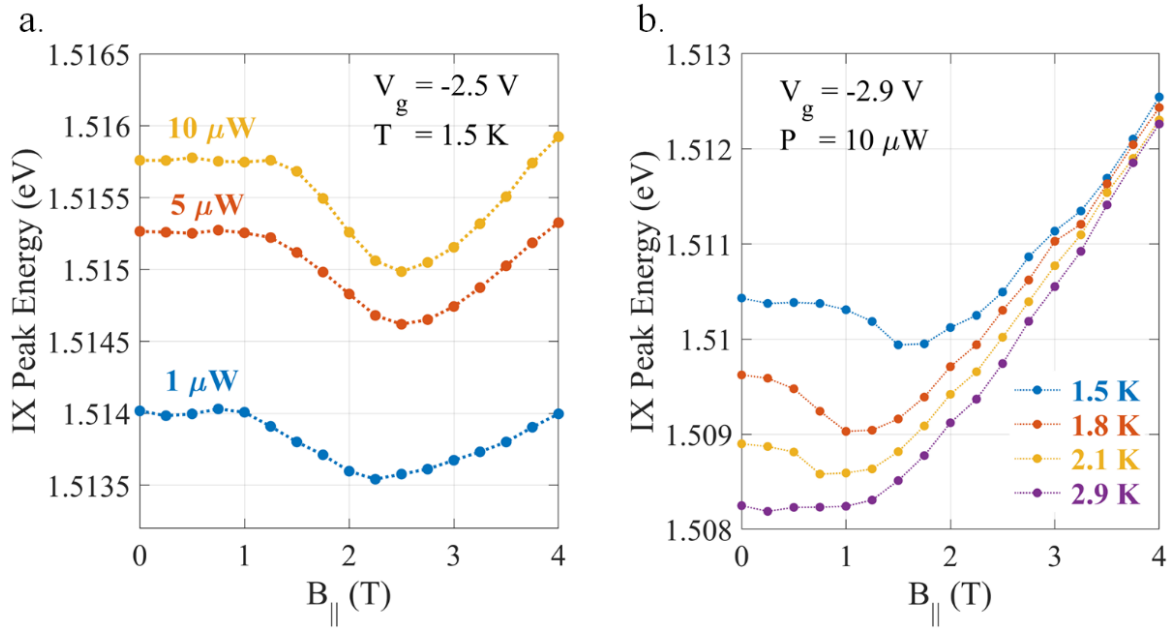 a.
IX Peak Energy (eV)
1.5165
1.516
1.5155
1.515
1.5145
1.514
1.5135
V_g = -2.5 V
T = 1.5 K
10 μW
5 μW
1 μW
0 1 2 3 4
B_|| (T)
b.
IX Peak Energy (eV)
1.513
1.512
1.511
1.51
1.509
1.508
V_g = -2.9 V
P = 10 μW
1.5 K
1.8 K
2.1 K
2.9 K
0 1 2 3 4
B_|| (T)